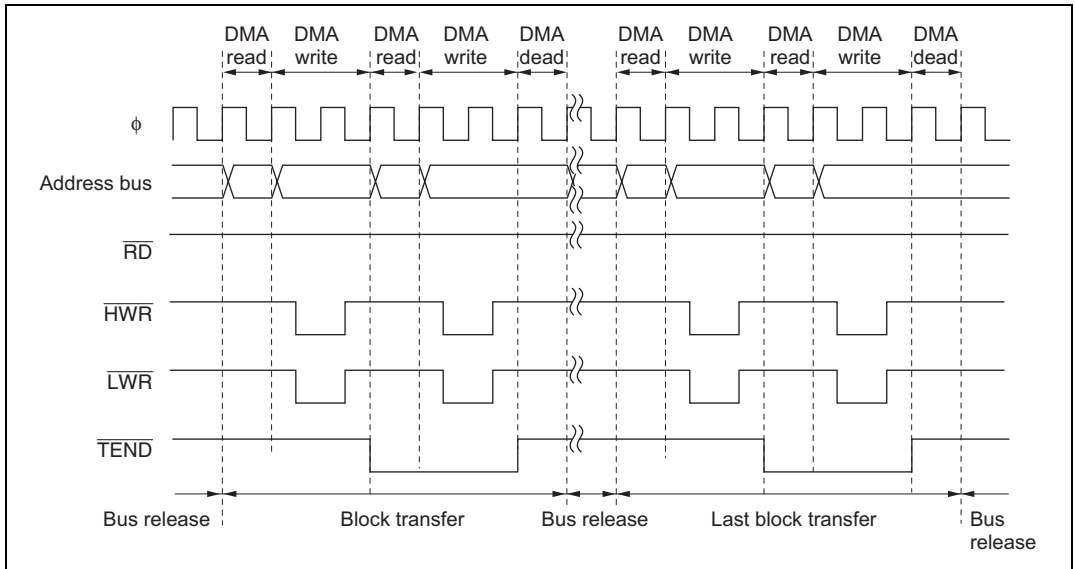 DMA DMA DMA DMA DMA DMA DMA DMA DMA DMA
read write read write dead read write read write dead
ϕ
Address bus
RD
HWR
LWR
TEND
Bus release Block transfer Bus release Last block transfer Bus
release